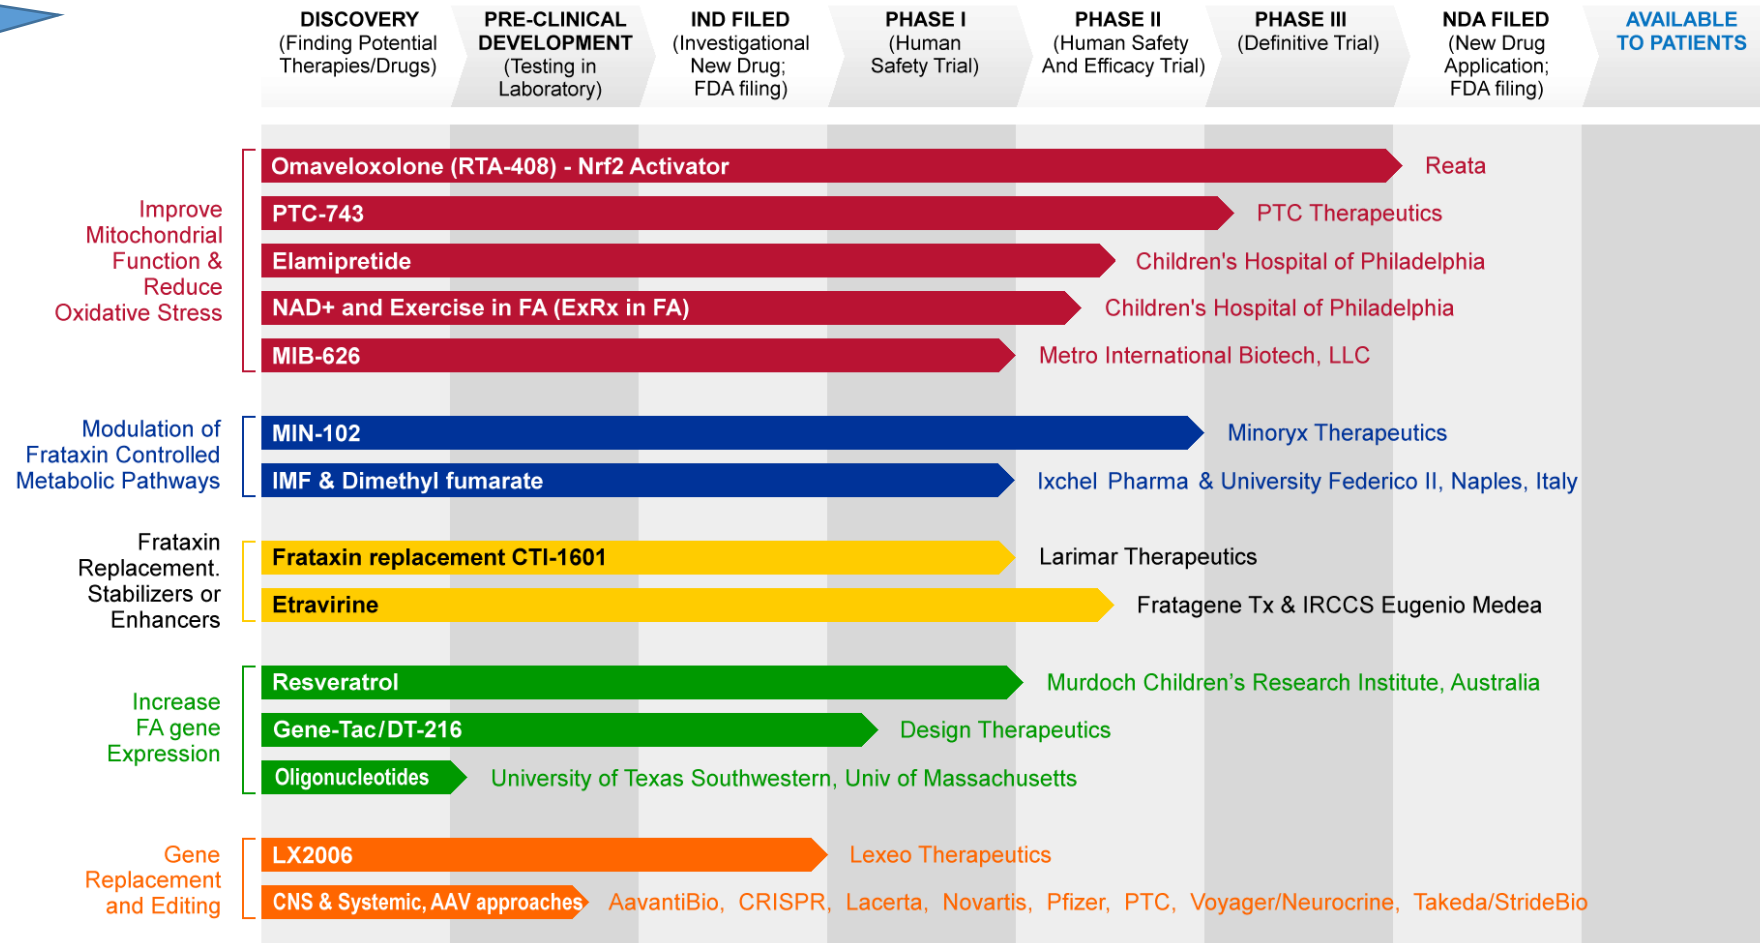 DISCOVERY
(Finding Potential
Therapies/Drugs)
PRE-CLINICAL
DEVELOPMENT
(Testing in
Laboratory)
IND FILED
(Investigational
New Drug;
FDA filing)
PHASE I
(Human
Safety Trial)
PHASE II
(Human Safety
And Efficacy Trial)
PHASE III
(Definitive Trial)
NDA FILED
(New Drug
Application;
FDA filing)
AVAILABLE
TO PATIENTS
Improve
Mitochondrial
Function &
Reduce
Oxidative Stress
Omaveloxolone (RTA-408) - Nrf2 Activator
Reata
PTC-743
PTC Therapeutics
Elamipretide
Children's Hospital of Philadelphia
NAD+ and Exercise in FA (ExRx in FA)
Children's Hospital of Philadelphia
MIB-626
Metro International Biotech, LLC
Modulation of
Frataxin Controlled
Metabolic Pathways
MIN-102
Minoryx Therapeutics
IMF & Dimethyl fumarate
Ixchel Pharma & University Federico II, Naples, Italy
Frataxin
Replacement.
Stabilizers or
Enhancers
Frataxin replacement CTI-1601
Larimar Therapeutics
Etravirine
Fratagene Tx & IRCCS Eugenio Medea
Increase
FA gene
Expression
Resveratrol
Murdoch Children’s Research Institute, Australia
Gene-Tac/DT-216
Design Therapeutics
Oligonucleotides
University of Texas Southwestern, Univ of Massachusetts
Gene
Replacement
and Editing
LX2006
Lexeo Therapeutics
CNS & Systemic, AAV approaches
AavantiBio, CRISPR, Lacerta, Novartis, Pfizer, PTC, Voyager/Neurocrine, Takeda/StrideBio